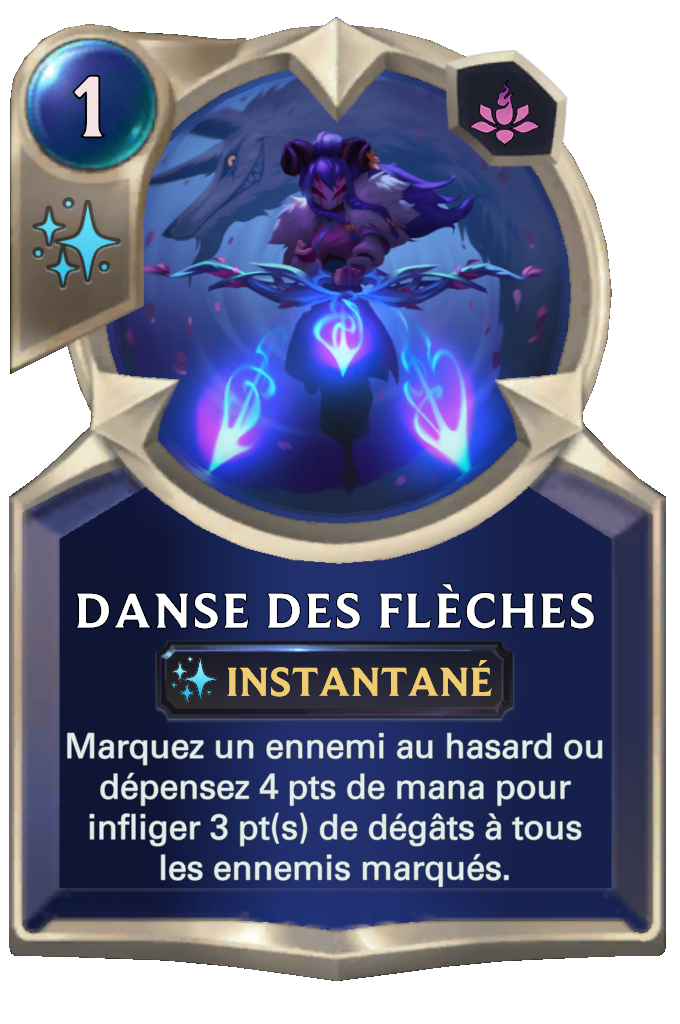 1
DANSE DES FLÈCHES
INSTANTANÉ
Marquez un ennemi au hasard ou
dépensez 4 pts de mana pour
infliger 3 pt(s) de dégâts à tous
les ennemis marqués.